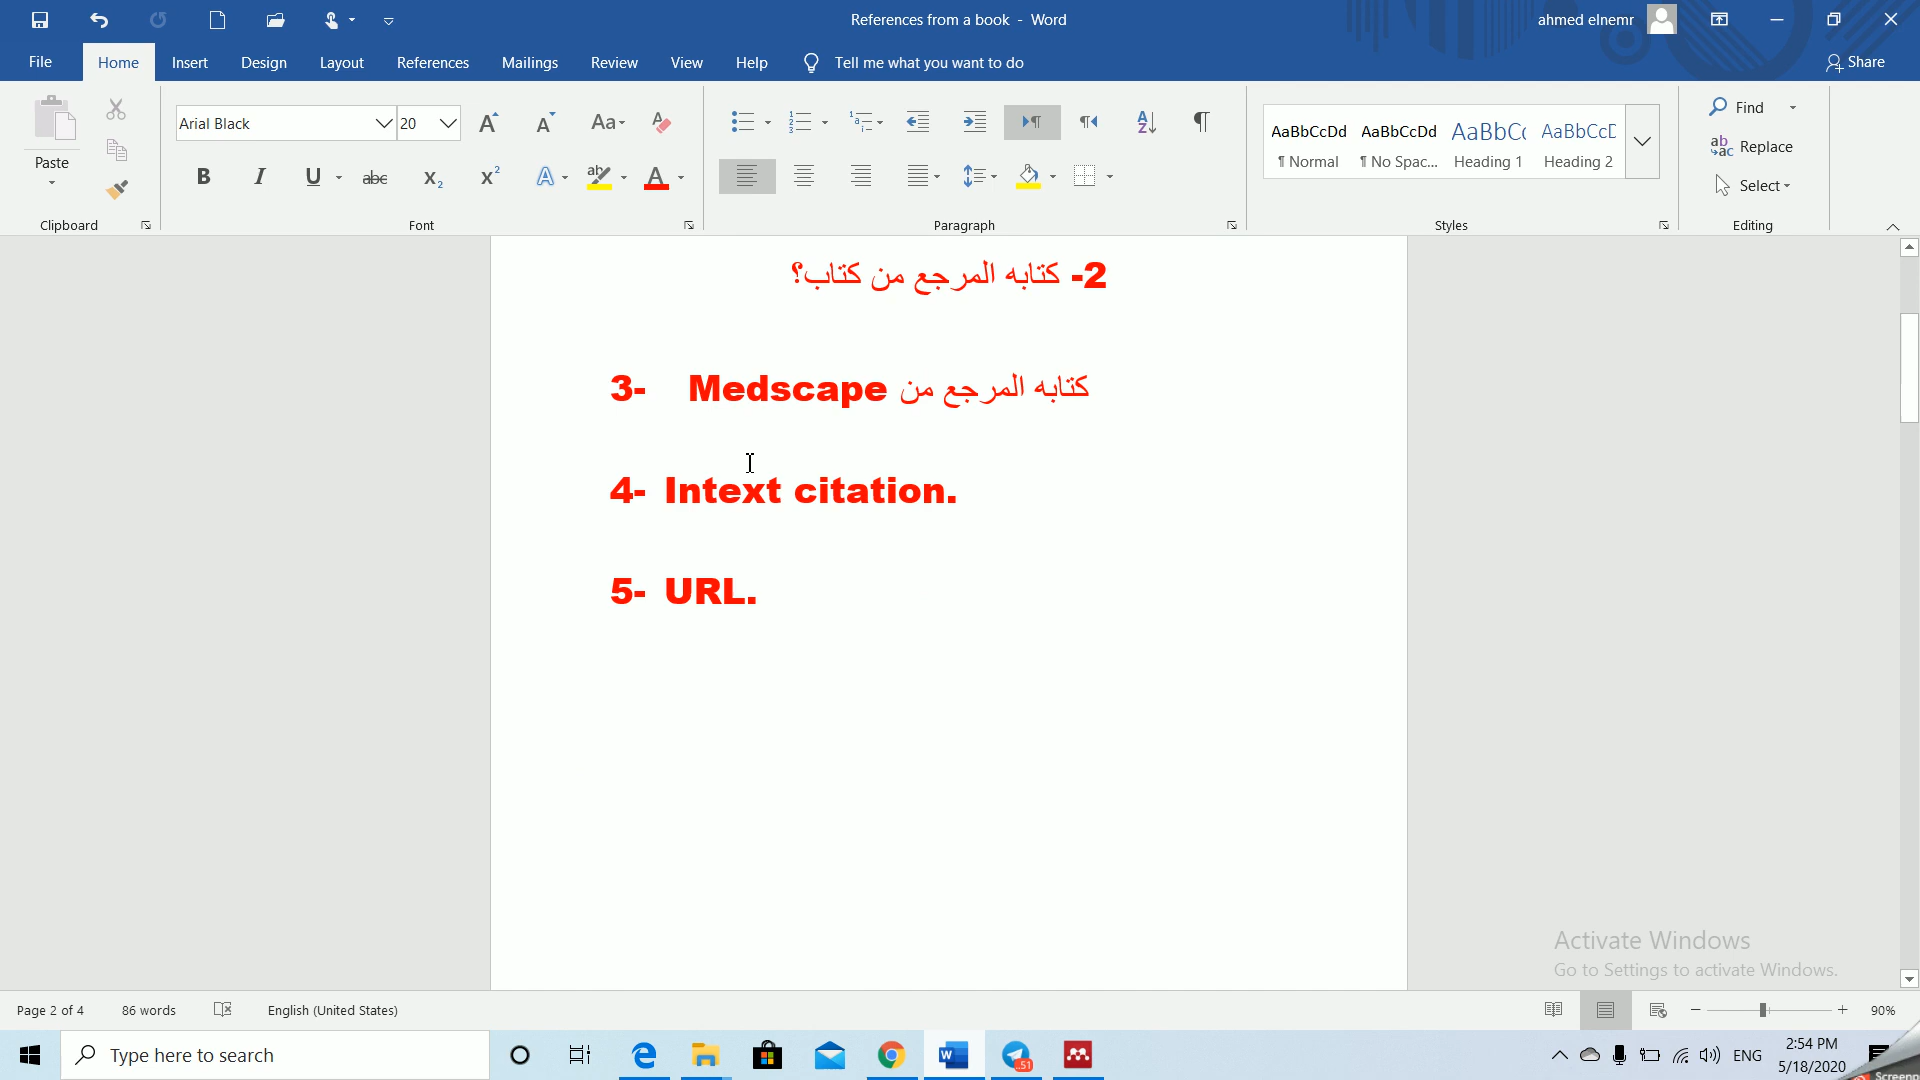 References from a book - Word
ahmed elnemr
File Home Insert Design Layout References Mailings Review View Help Tell me what you want to do
Share
Paste
Clipboard
Arial Black 20
Font
Paragraph
AaBbCcDd AaBbCcDd AaBbCc AaBbCcD
¶ Normal ¶ No Spac... Heading 1 Heading 2
Styles
Find
Replace
Select
Editing
2- كتابه المرجع من كتاب؟
3- Medscape كتابه المرجع من
4- Intext citation.
5- URL.
Activate Windows
Go to Settings to activate Windows.
Page 2 of 4 86 words English (United States) 90%
Type here to search
51
ENG
2:54 PM
5/18/2020